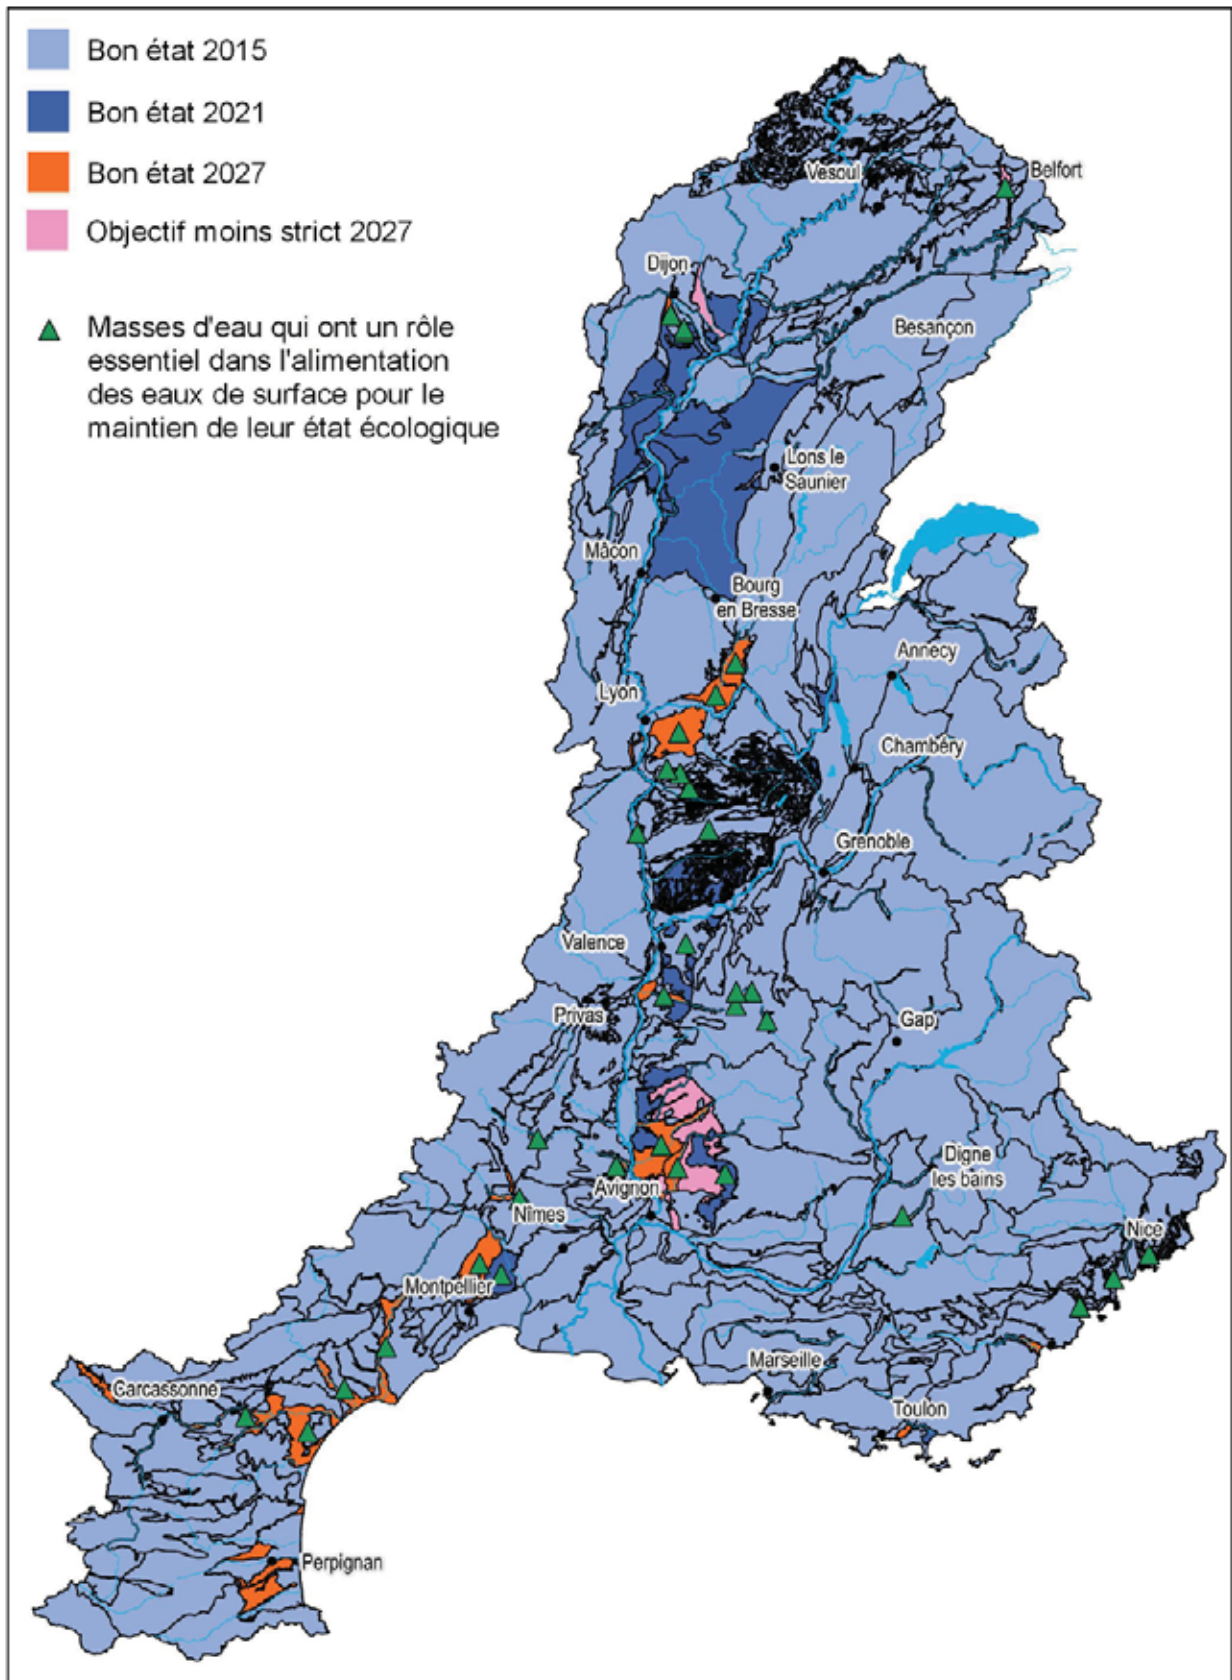 Bon état 2015
Bon état 2021
Bon état 2027
Objectif moins strict 2027
Masses d'eau qui ont un rôle
essentiel dans l'alimentation
des eaux de surface pour le
maintien de leur état écologique
Vesoul
Belfort
Dijon
Besançon
Lons le
Saunier
Mâcon
Bourg
en Bresse
Annecy
Lyon
Chambéry
Grenoble
Valence
Privas
Gap
Digne
les bains
Avignon
Nîmes
Nice
Montpellier
Marseille
Garcassonne
Toulon
Perpignan